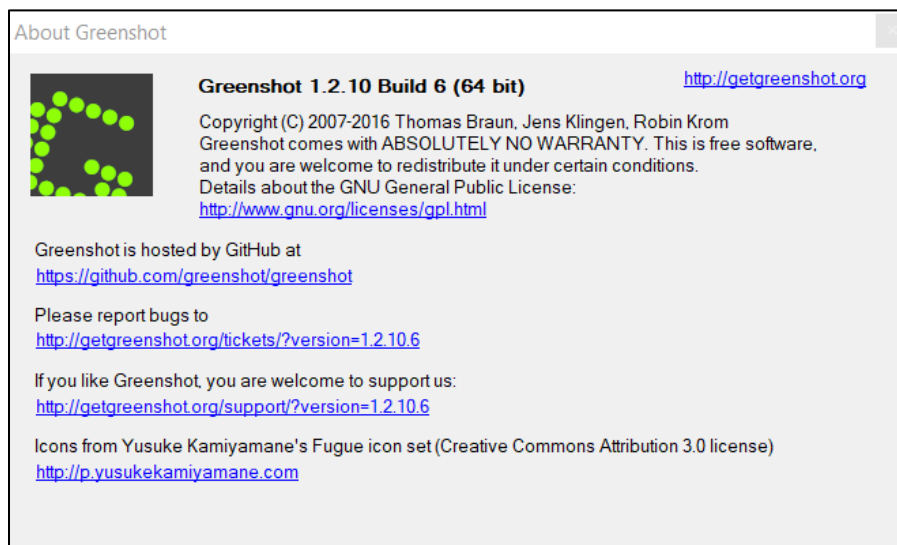 About Greenshot
Greenshot 1.2.10 Build 6 (64 bit)
http://getgreenshot.org
Copyright (C) 2007-2016 Thomas Braun, Jens Klingen, Robin Krom
Greenshot comes with ABSOLUTELY NO WARRANTY. This is free software,
and you are welcome to redistribute it under certain conditions.
Details about the GNU General Public License:
http://www.gnu.org/licenses/gpl.html
Greenshot is hosted by GitHub at
https://github.com/greenshot/greenshot
Please report bugs to
http://getgreenshot.org/tickets/?version=1.2.10.6
If you like Greenshot, you are welcome to support us:
http://getgreenshot.org/support/?version=1.2.10.6
Icons from Yusuke Kamiyamane's Fugue icon set (Creative Commons Attribution 3.0 license)
http://p.yusukekamiyamane.com